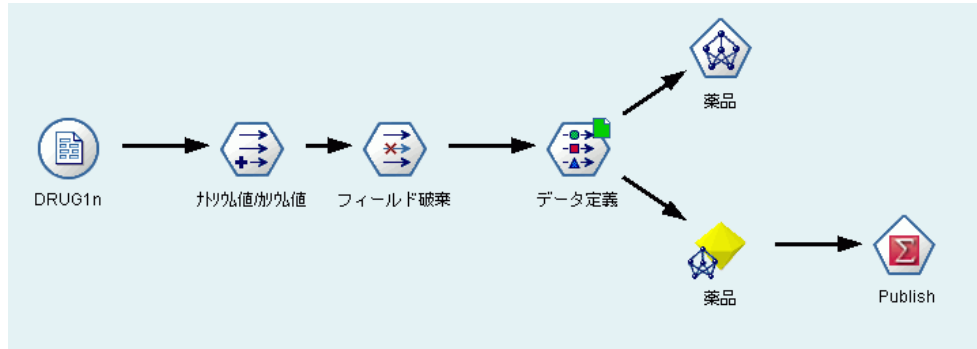 薬品
DRUG1n
ﾅﾄﾘｳﾑ値/ｶﾘｳﾑ値
フィールド破棄
データ定義
薬品
Publish